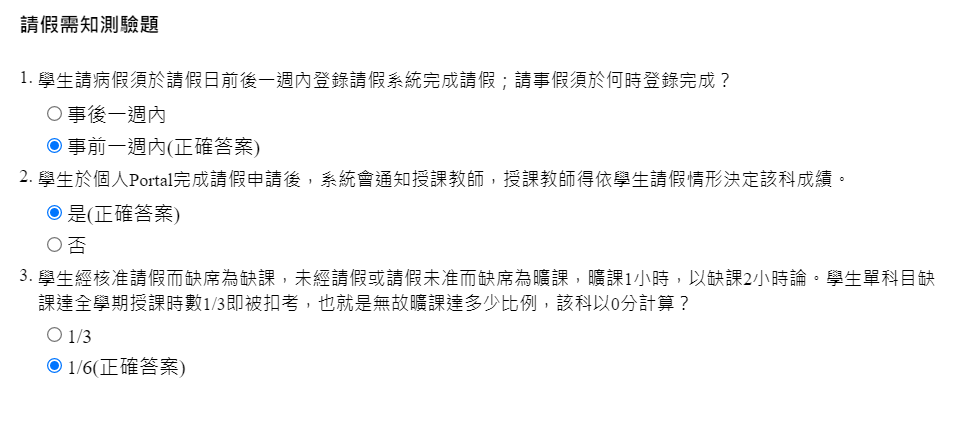 請假需知測驗題
1. 學生請病假須於請假日前後一週內登錄請假系統完成請假；請事假須於何時登錄完成？
事後一週內
事前一週內(正確答案)
2. 學生於個人Portal完成請假申請後，系統會通知授課教師，授課教師得依學生請假情形決定該科成績。
是(正確答案)
否
3. 學生經核准請假而缺席為缺課，未經請假或請假未准而缺席為曠課，曠課1小時，以缺課2小時論。學生單科目缺
課達全學期授課時數1/3即被扣考，也就是無故曠課達多少比例，該科以0分計算？
1/3
1/6(正確答案)